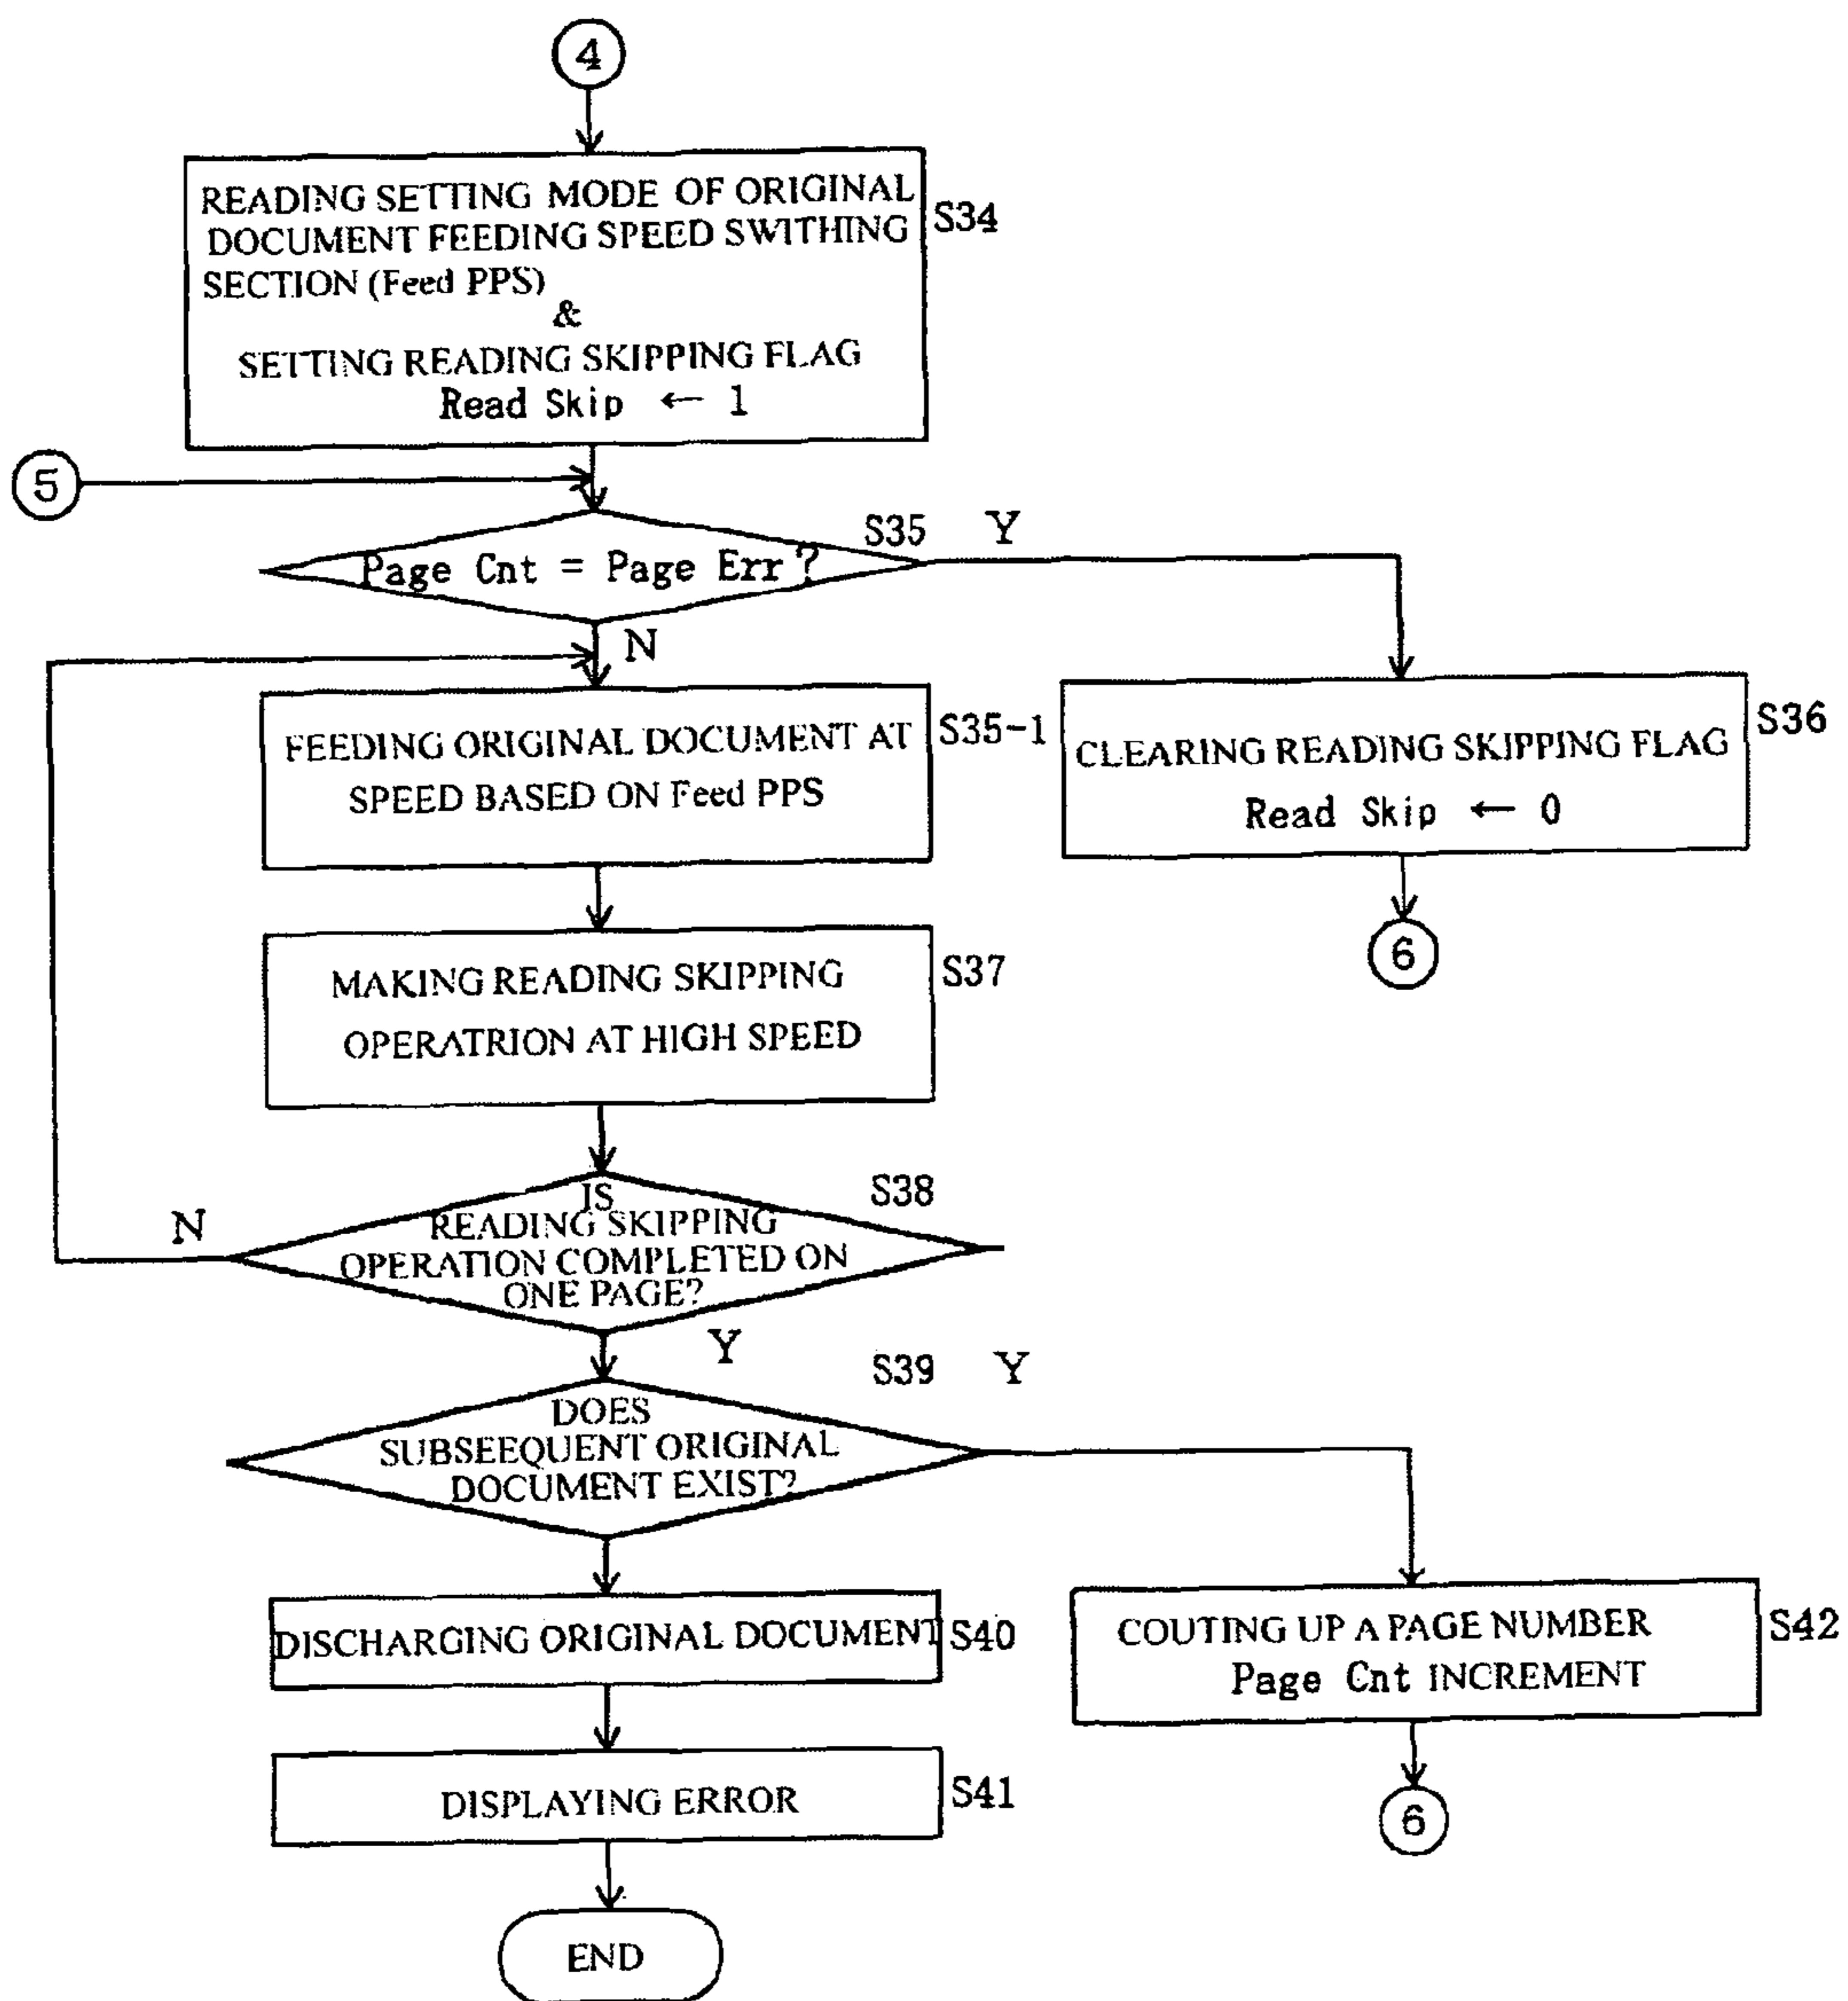 4
READING SETTING MODE OF ORIGINAL
DOCUMENT FEEDING SPEED SWITHING
SECTION (Feed PPS)
&
SETTING READING SKIPPING FLAG
Read Skip ← 1
S34
5
Page Cnt = Page Err ?
S35
Y
N
FEEDING ORIGINAL DOCUMENT AT
SPEED BASED ON Feed PPS
S35-1
CLEARING READING SKIPPING FLAG
Read Skip ← 0
S36
6
MAKING READING SKIPPING
OPERATRION AT HIGH SPEED
S37
IS
READING SKIPPING
OPERATION COMPLETED ON
ONE PAGE?
S38
N
Y
DOES
SUBSEEQUENT ORIGINAL
DOCUMENT EXIST?
S39
Y
DISCHARGING ORIGINAL DOCUMENT
S40
COUTING UP A PAGE NUMBER
Page Cnt INCREMENT
S42
6
DISPLAYING ERROR
S41
END